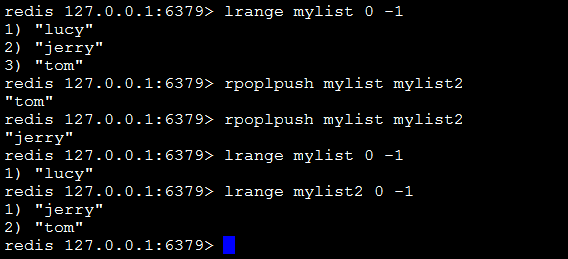 redis 127.0.0.1:6379> lrange mylist 0 -1
1) "lucy"
2) "jerry"
3) "tom"
redis 127.0.0.1:6379> rpoplpush mylist mylist2
"tom"
redis 127.0.0.1:6379> rpoplpush mylist mylist2
"jerry"
redis 127.0.0.1:6379> lrange mylist 0 -1
1) "lucy"
redis 127.0.0.1:6379> lrange mylist2 0 -1
1) "jerry"
2) "tom"
redis 127.0.0.1:6379>